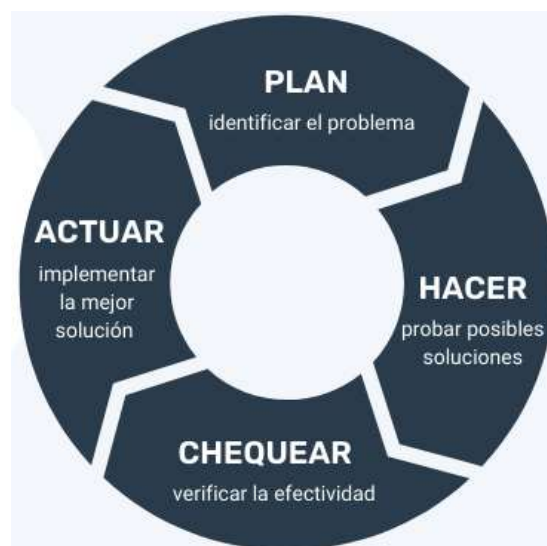 PLAN
identificar el problema
HACER
probar posibles
soluciones
CHEQUEAR
verificar la efectividad
ACTUAR
implementar
la mejor
solución